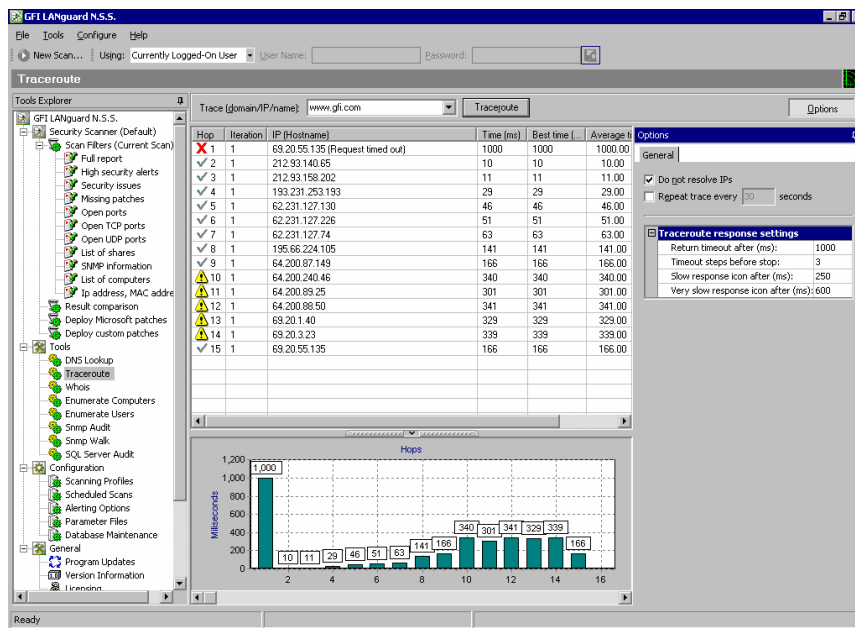 GFI LANguard N.S.S.
File Tools Configure Help
New Scan... Using: Currently Logged-On User User Name: Password:
Traceroute
Tools Explorer
GFI LANguard N.S.S.
Security Scanner (Default)
Scan Filters (Current Scan)
Full report
High security alerts
Security issues
Missing patches
Open ports
Open TCP ports
Open UDP ports
List of shares
SNMP information
List of computers
Ip address, MAC addre
Result comparison
Deploy Microsoft patches
Deploy custom patches
Tools
DNS Lookup
Traceroute
Whois
Enumerate Computers
Enumerate Users
Snmp Audit
Snmp Walk
SQL Server Audit
Configuration
Scanning Profiles
Scheduled Scans
Alerting Options
Parameter Files
Database Maintenance
General
Program Updates
Version Information
Licensing
Trace (domain/IP/name): www.gfi.com Traceroute Options
Hop Iteration IP (Hostname) Time (ms) Best time (... Average ti
1 1 69.20.55.135 (Request timed out) 1000 1000 1000.00
2 1 212.93.140.65 10 10 10.00
3 1 212.93.158.202 11 11 11.00
4 1 193.231.253.193 29 29 29.00
5 1 62.231.127.130 46 46 46.00
6 1 62.231.127.226 51 51 51.00
7 1 62.231.127.74 63 63 63.00
8 1 195.66.224.105 141 141 141.00
9 1 64.200.87.149 166 166 166.00
10 1 64.200.240.46 340 340 340.00
11 1 64.200.89.25 301 301 301.00
12 1 64.200.88.50 341 341 341.00
13 1 69.20.1.40 329 329 329.00
14 1 69.20.3.23 339 339 339.00
15 1 69.20.55.135 166 166 166.00
Options
General
Do not resolve IPs
Repeat trace every 30 seconds
Traceroute response settings
Return timeout after (ms): 1000
Timeout steps before stop: 3
Slow response icon after (ms): 250
Very slow response icon after (ms): 600
Hops
Milliseconds
1,200
1,000
800
600
400
200
0
1,000 10 11 29 46 51 63 141 166 340 301 341 329 339 166
2 4 6 8 10 12 14 16
Ready